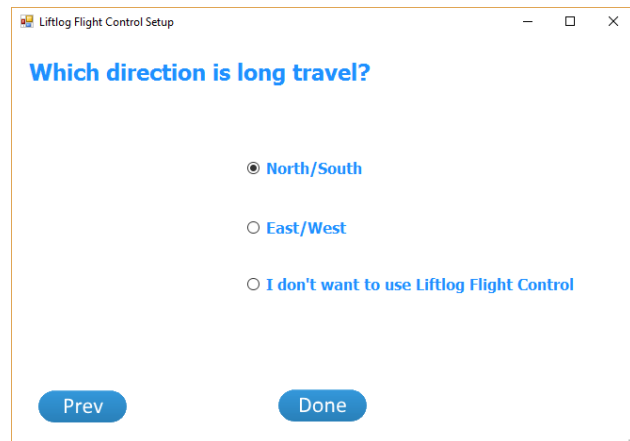 Liftlog Flight Control Setup
Which direction is long travel?
North/South
East/West
I don't want to use Liftlog Flight Control
Prev
Done